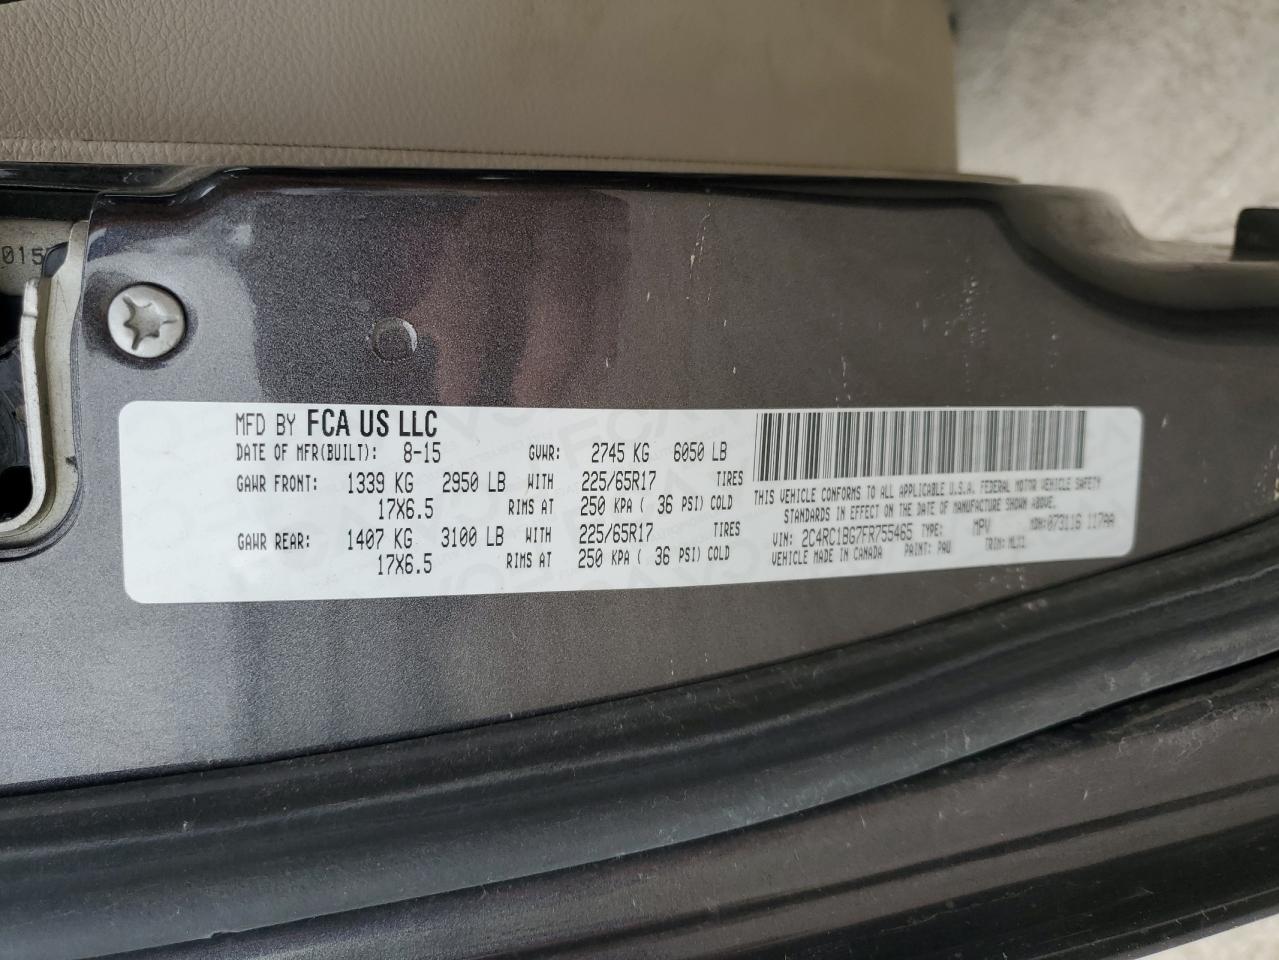 015
MFD BY FCA US LLC
DATE OF MFR(BUILT): 8-15 GVWR: 2745 KG 6050 LB
GAWR FRONT: 1339 KG 2950 LB WITH 225/65R17 TIRES
17X6.5 RIMS AT 250 KPA ( 36 PSI) COLD
GAWR REAR: 1407 KG 3100 LB WITH 225/65R17 TIRES
17X6.5 RIMS AT 250 KPA ( 36 PSI) COLD
THIS VEHICLE CONFORMS TO ALL APPLICABLE U.S.A. FEDERAL MOTOR VEHICLE SAFETY
STANDARDS IN EFFECT ON THE DATE OF MANUFACTURE SHOWN ABOVE.
VIN: 2C4RC1BG7FR755465 TYPE: MPV MDH: 073116 117AA
VEHICLE MADE IN CANADA PAINT: PAU TRIM: